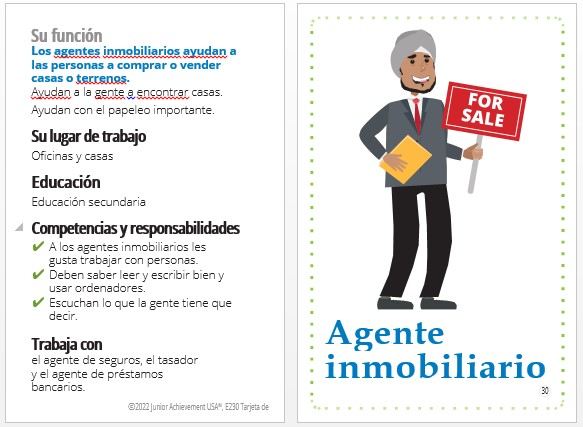 Su función
Los agentes inmobiliarios ayudan a
las personas a comprar o vender
casas o terrenos.
Ayudan a la gente a encontrar casas.
Ayudan con el papeleo importante.
Su lugar de trabajo
Oficinas y casas
Educación
Educación secundaria
Competencias y responsabilidades
✔ A los agentes inmobiliarios les
gusta trabajar con personas.
✔ Deben saber leer y escribir bien y
usar ordenadores.
✔ Escuchan lo que la gente tiene que
decir.
Trabaja con
el agente de seguros, el tasador
y el agente de préstamos
bancarios.
©2022 Junior Achievement USA®, EZ30 Tarjeta de
FOR
SALE
Agente
inmobiliario
30